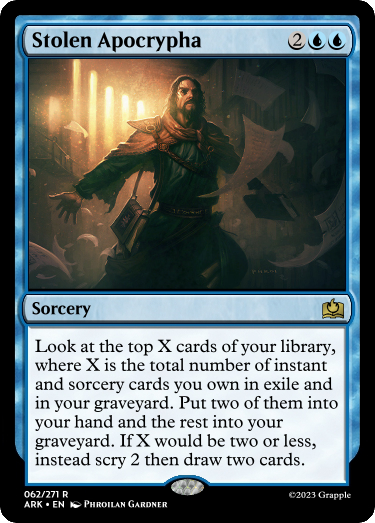 Stolen Apocrypha 2
Sorcery
Look at the top X cards of your library,
where X is the total number of instant
and sorcery cards you own in exile and
in your graveyard. Put two of them into
your hand and the rest into your
graveyard. If X would be two or less,
instead scry 2 then draw two cards.
062/271 R
ARK • EN Phroilan Gardner
©2023 Grapple